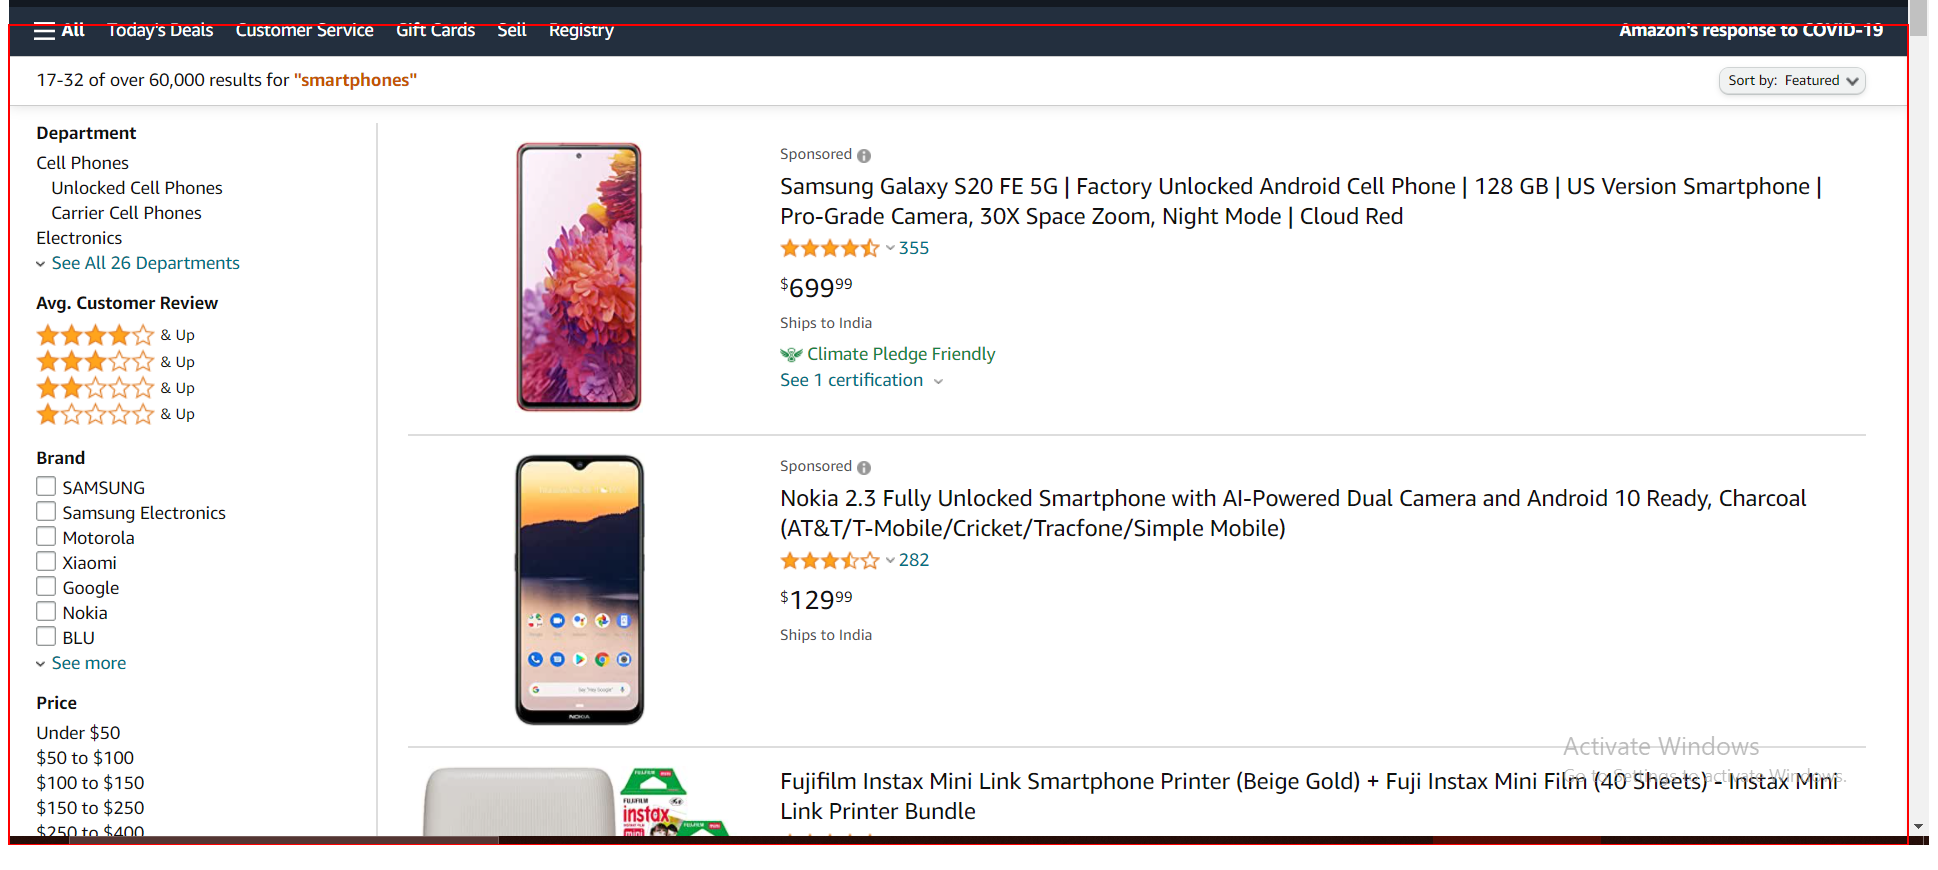 All Today's Deals Customer Service Gift Cards Sell Registry Amazon's response to COVID-19
17-32 of over 60,000 results for "smartphones"
Sort by: Featured
Department
Cell Phones
Unlocked Cell Phones
Carrier Cell Phones
Electronics
See All 26 Departments
Avg. Customer Review
& Up
& Up
& Up
& Up
Brand
SAMSUNG
Samsung Electronics
Motorola
Xiaomi
Google
Nokia
BLU
See more
Price
Under $50
$50 to $100
$100 to $150
$150 to $250
$250 to $400
Sponsored
Samsung Galaxy S20 FE 5G | Factory Unlocked Android Cell Phone | 128 GB | US Version Smartphone |
Pro-Grade Camera, 30X Space Zoom, Night Mode | Cloud Red
355
$69999
Ships to India
Climate Pledge Friendly
See 1 certification
NOKIA
Sponsored
Nokia 2.3 Fully Unlocked Smartphone with AI-Powered Dual Camera and Android 10 Ready, Charcoal
(AT&T/T-Mobile/Cricket/Tracfone/Simple Mobile)
282
$12999
Ships to India
FUJIFILM
instax
mini
Fujifilm Instax Mini Link Smartphone Printer (Beige Gold) + Fuji Instax Mini Film (40 Sheets) - Instax Mini
Link Printer Bundle
Activate Windows
Go to Settings to activate Windows.